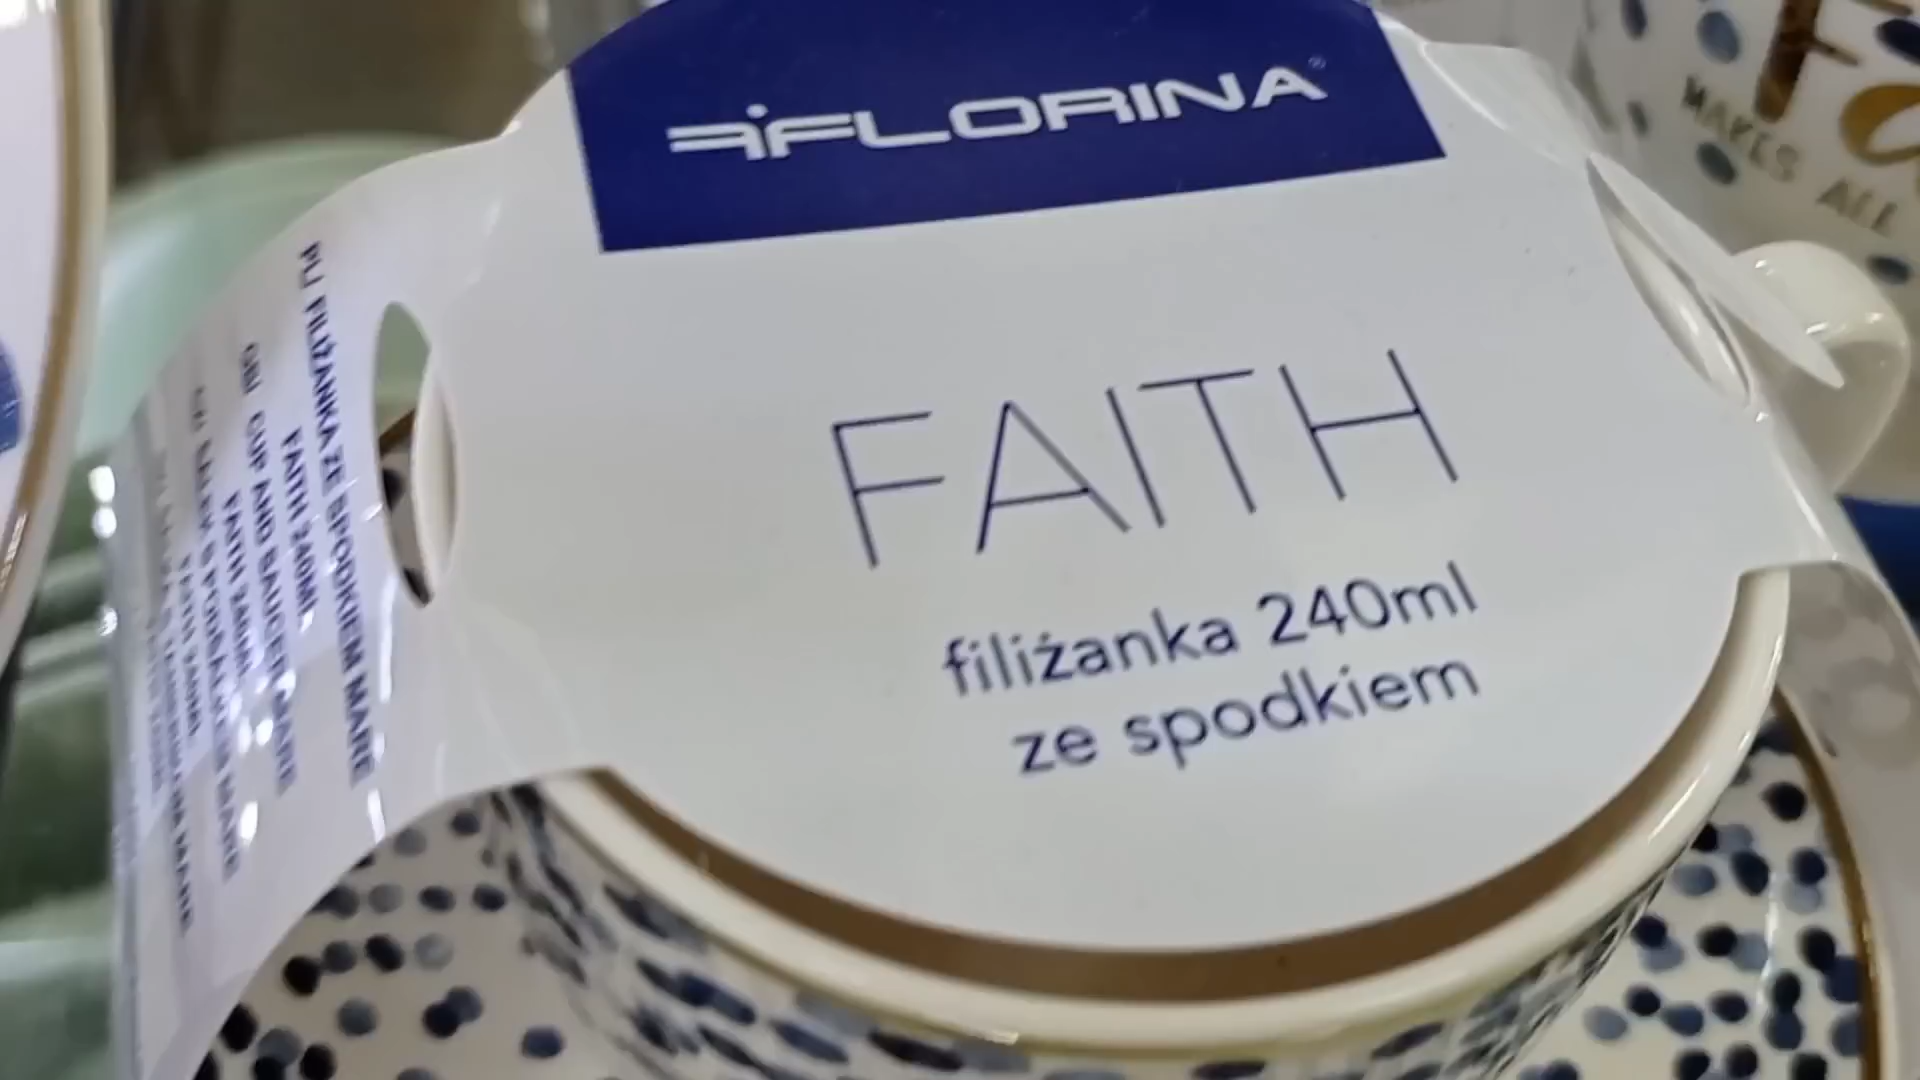 FLORINA
FAITH
filiżanka 240ml
ze spodkiem
PL/ FILIŻANKA ZE SPODKIEM MARE
FAITH 240ML
GB/ CUP AND SAUCER MARE
FAITH 240ML
MAKES ALL